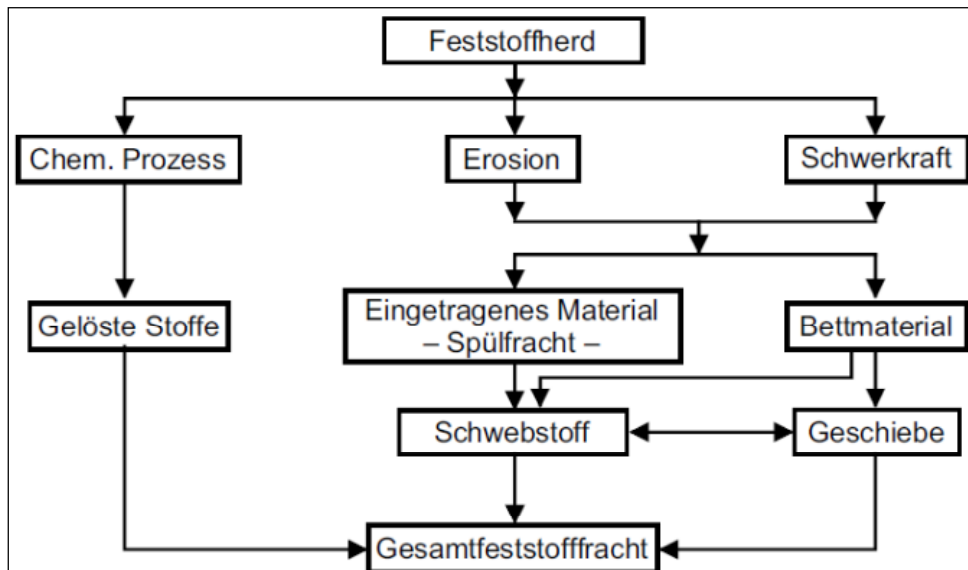 Feststoffherd
Chem. Prozess
Erosion
Schwerkraft
Gelöste Stoffe
Eingetragenes Material
– Spülfracht –
Bettmaterial
Schwebstoff
Geschiebe
Gesamtfeststofffracht